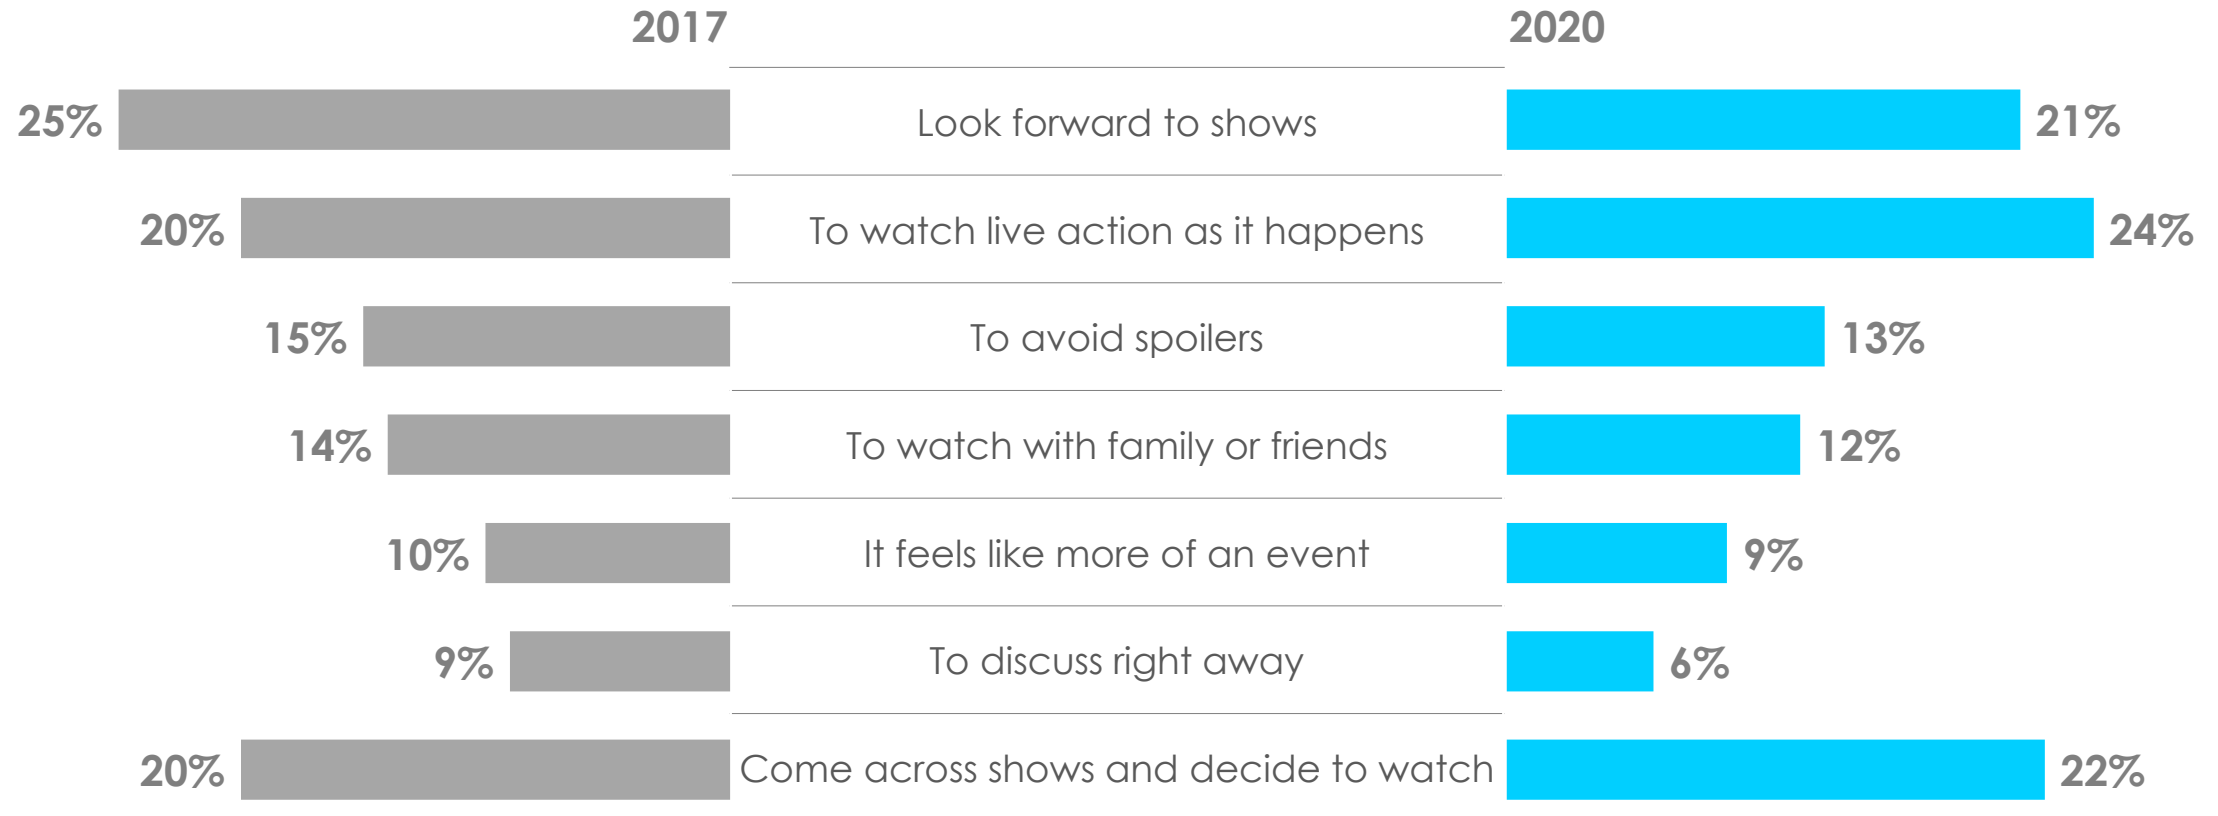 2017 2020
25% Look forward to shows 21%
20% To watch live action as it happens 24%
15% To avoid spoilers 13%
14% To watch with family or friends 12%
10% It feels like more of an event 9%
9% To discuss right away 6%
20% Come across shows and decide to watch 22%